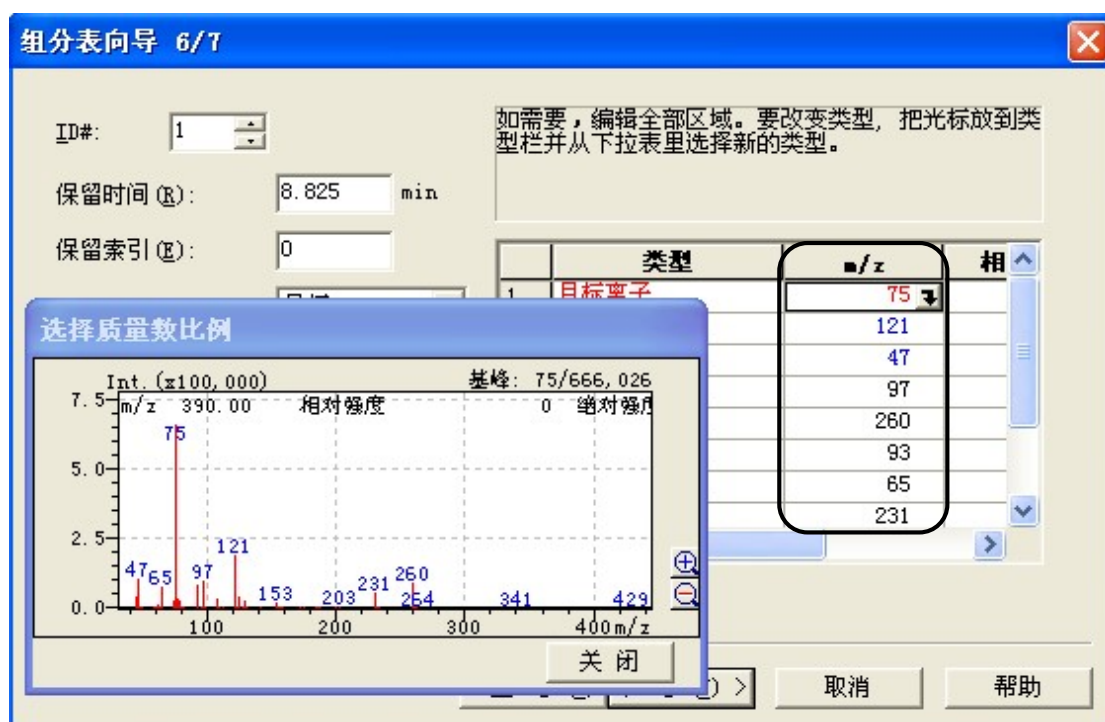 组分表向导 6/7
ID#: 1
如需要，编辑全部区域。要改变类型，把光标放到类
型栏并从下拉表里选择新的类型。
保留时间(R): 8.825 min
保留索引(E): 0
类型 m/z 相
1 目标离子 75
121
47
97
260
93
65
231
选择质量数比例
Int.(x100,000) 基峰: 75/666,026
7.5 m/z 390.00 相对强度 0 绝对强
75
5.0
2.5
121
47 65 97 153 203 231 260 264 341 429
0.0
100 200 300 400 m/z
关闭
) > 取消 帮助